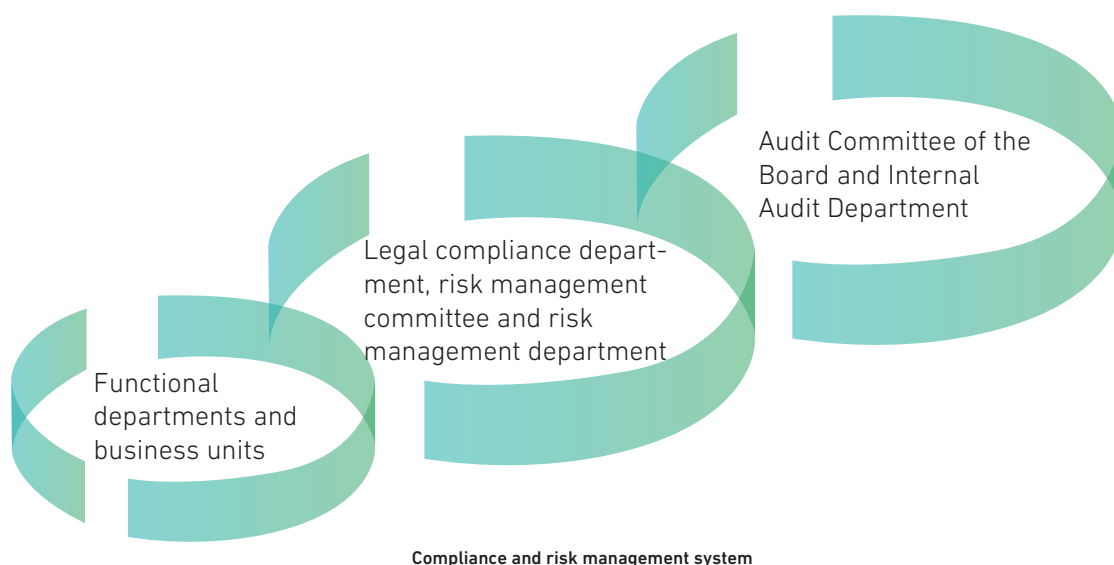 Audit Committee of the
Board and Internal
Audit Department
Legal compliance depart-
ment, risk management
committee and risk
management department
Functional
departments and
business units
Compliance and risk management system